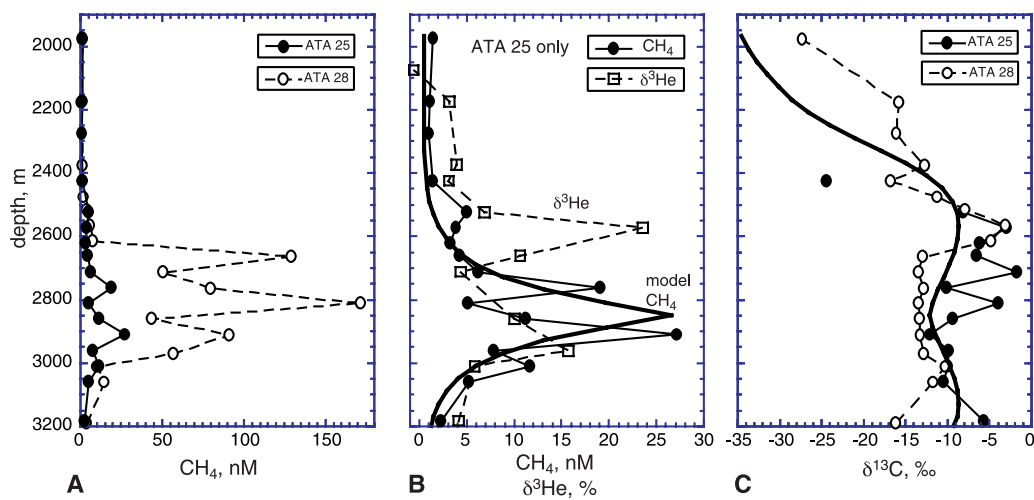 2000
2200
2400
2600
2800
3000
3200
depth, m
ATA 25
ATA 28
0 50 100 150
CH₄, nM
A
ATA 25 only
CH₄
δ³He
δ³He
model
CH₄
0 5 10 15 20 25 30
CH₄, nM
δ³He, %
B
ATA 25
ATA 28
-35 -30 -25 -20 -15 -10 -5 0
δ¹³C, ‰
C